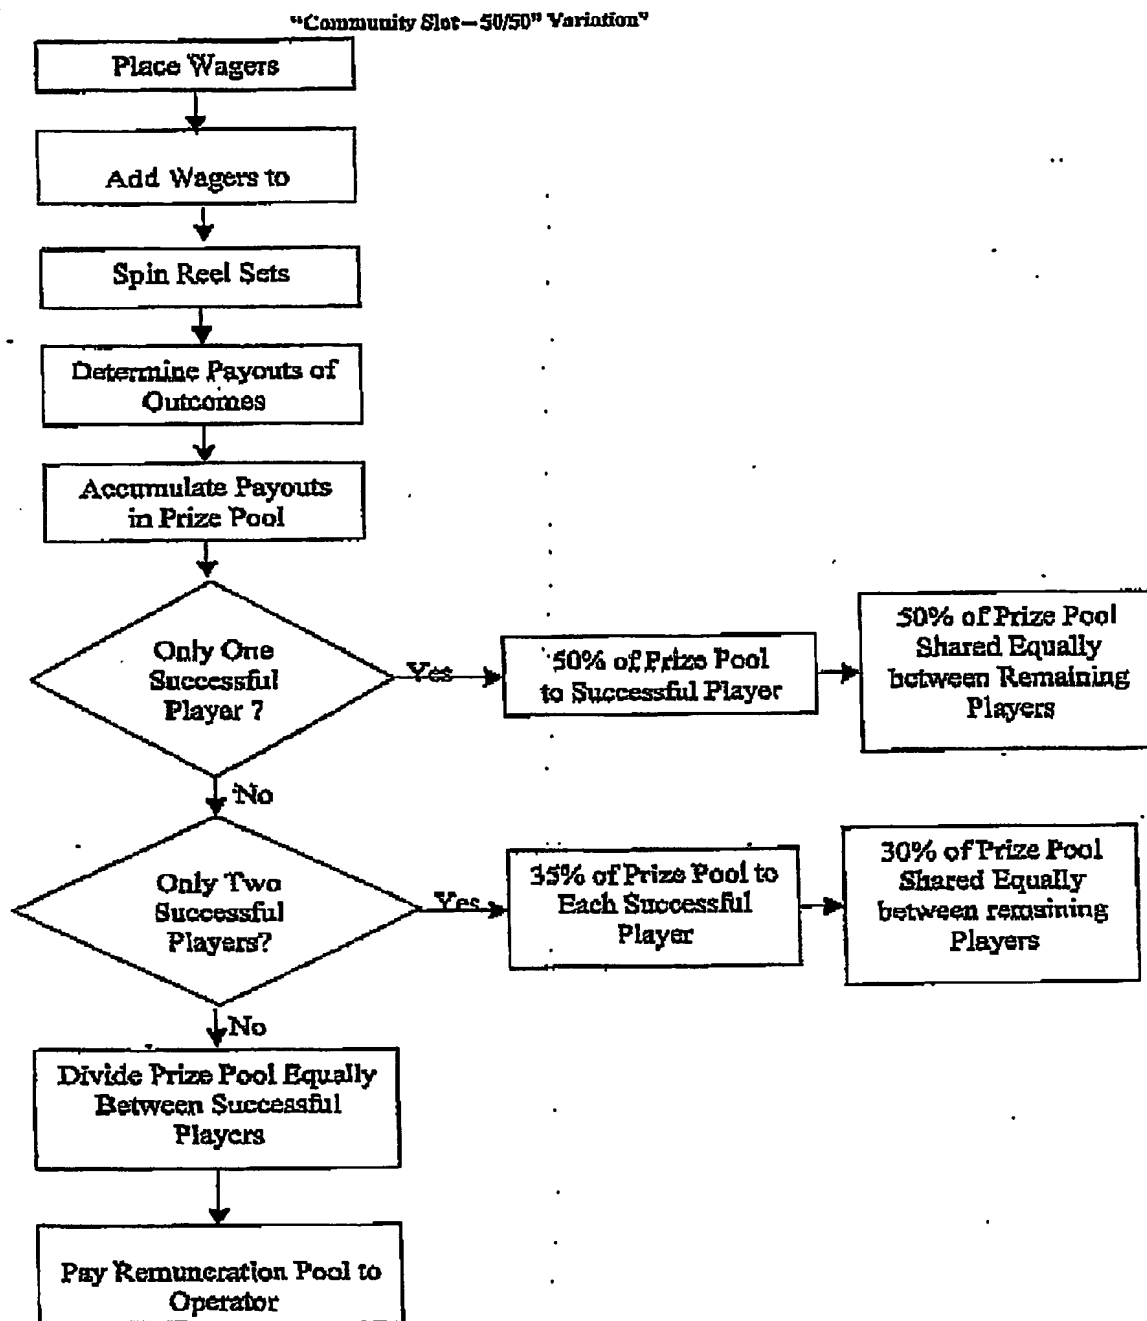 "Community Slot – 50/50" Variation"
Place Wagers
Add Wagers to
Spin Reel Sets
Determine Payouts of
Outcomes
Accumulate Payouts
in Prize Pool
Only One
Successful
Player ?
Yes
50% of Prize Pool
to Successful Player
50% of Prize Pool
Shared Equally
between Remaining
Players
No
Only Two
Successful
Players?
Yes
35% of Prize Pool to
Each Successful
Player
30% of Prize Pool
Shared Equally
between remaining
Players
No
Divide Prize Pool Equally
Between Successful
Players
Pay Remuneration Pool to
Operator